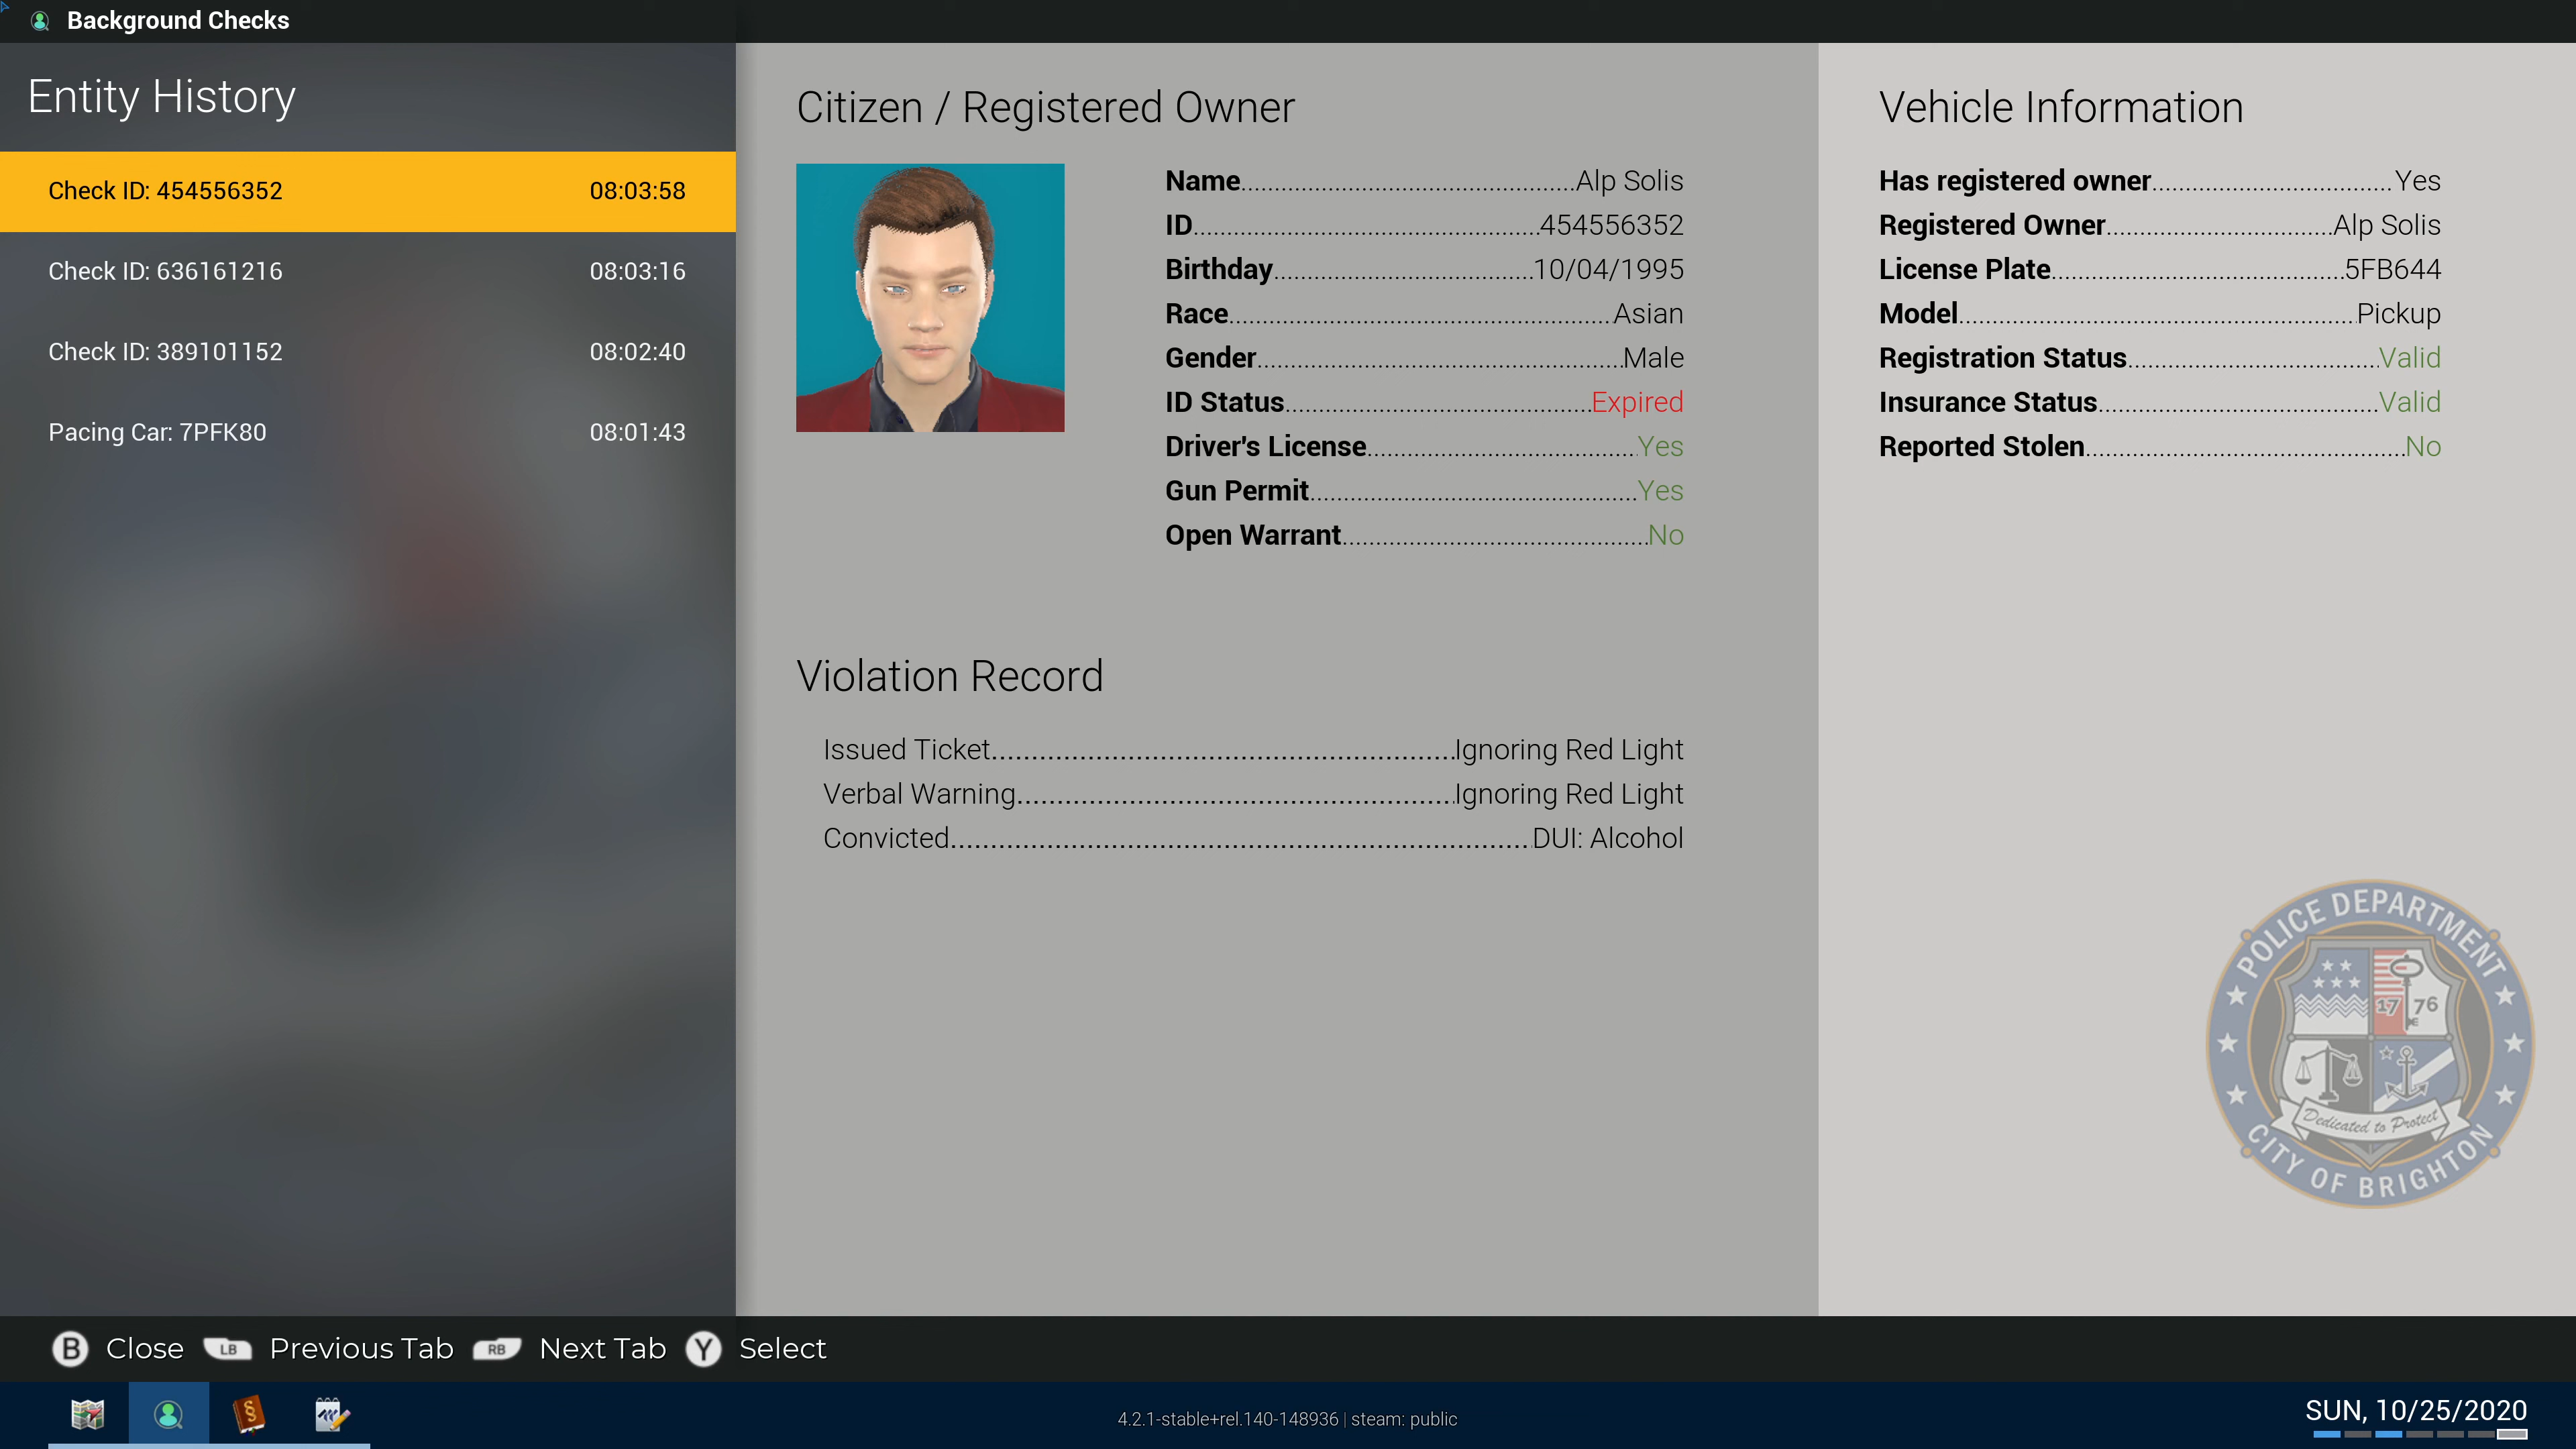 Background Checks
Entity History
Check ID: 454556352 08:03:58
Check ID: 636161216 08:03:16
Check ID: 389101152 08:02:40
Pacing Car: 7PFK80 08:01:43
Citizen / Registered Owner
Name Alp Solis
ID 454556352
Birthday 10/04/1995
Race Asian
Gender Male
ID Status Expired
Driver's License Yes
Gun Permit Yes
Open Warrant No
Violation Record
Issued Ticket Ignoring Red Light
Verbal Warning Ignoring Red Light
Convicted DUI: Alcohol
Vehicle Information
Has registered owner Yes
Registered Owner Alp Solis
License Plate 5FB644
Model Pickup
Registration Status Valid
Insurance Status Valid
Reported Stolen No
POLICE DEPARTMENT
17 76
Dedicated to Protect
CITY OF BRIGHTON
B Close LB Previous Tab RB Next Tab Y Select
4.2.1-stable+rel.140-148936 | steam: public
SUN, 10/25/2020